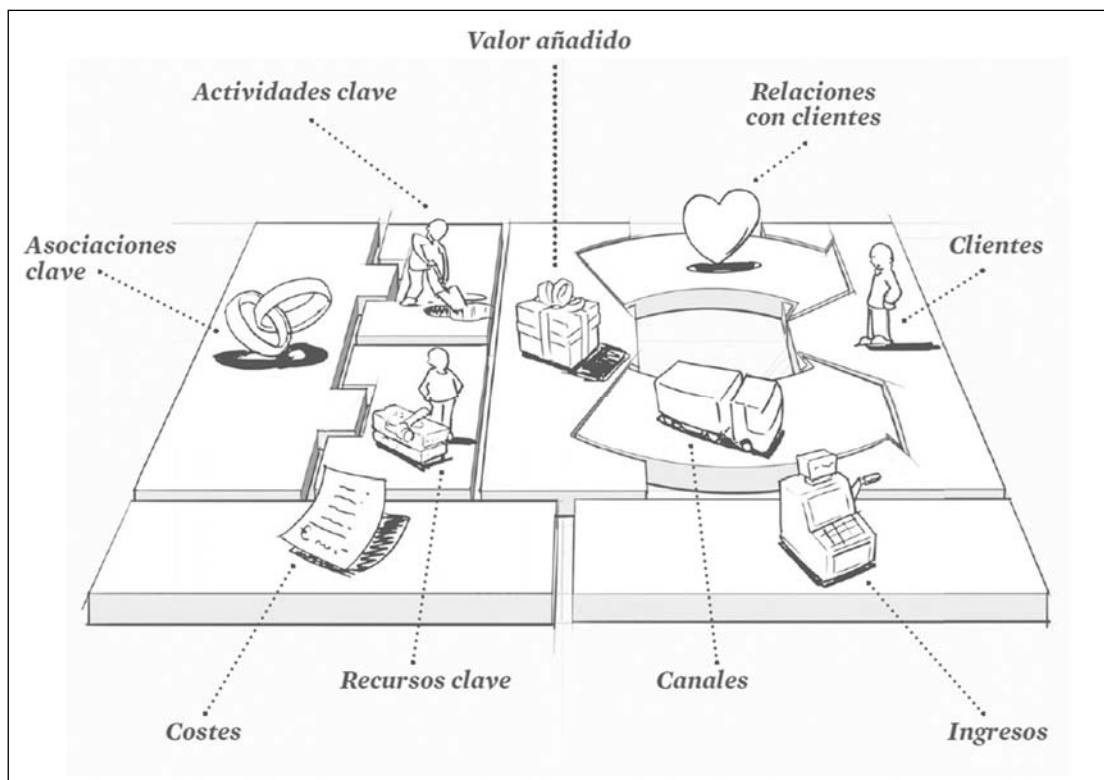 Valor añadido
Actividades clave
Relaciones
con clientes
Asociaciones
clave
Clientes
Recursos clave
Canales
Costes
Ingresos